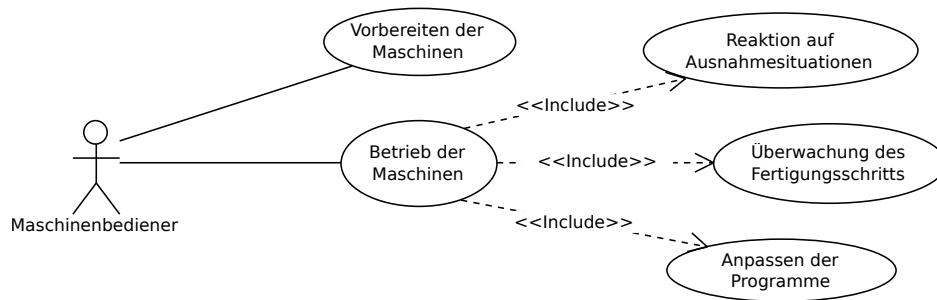 Vorbereiten der
Maschinen
Reaktion auf
Ausnahmesituationen
<<Include>>
Betrieb der
Maschinen
<<Include>>
Überwachung des
Fertigungsschritts
<<Include>>
Maschinenbediener
Anpassen der
Programme